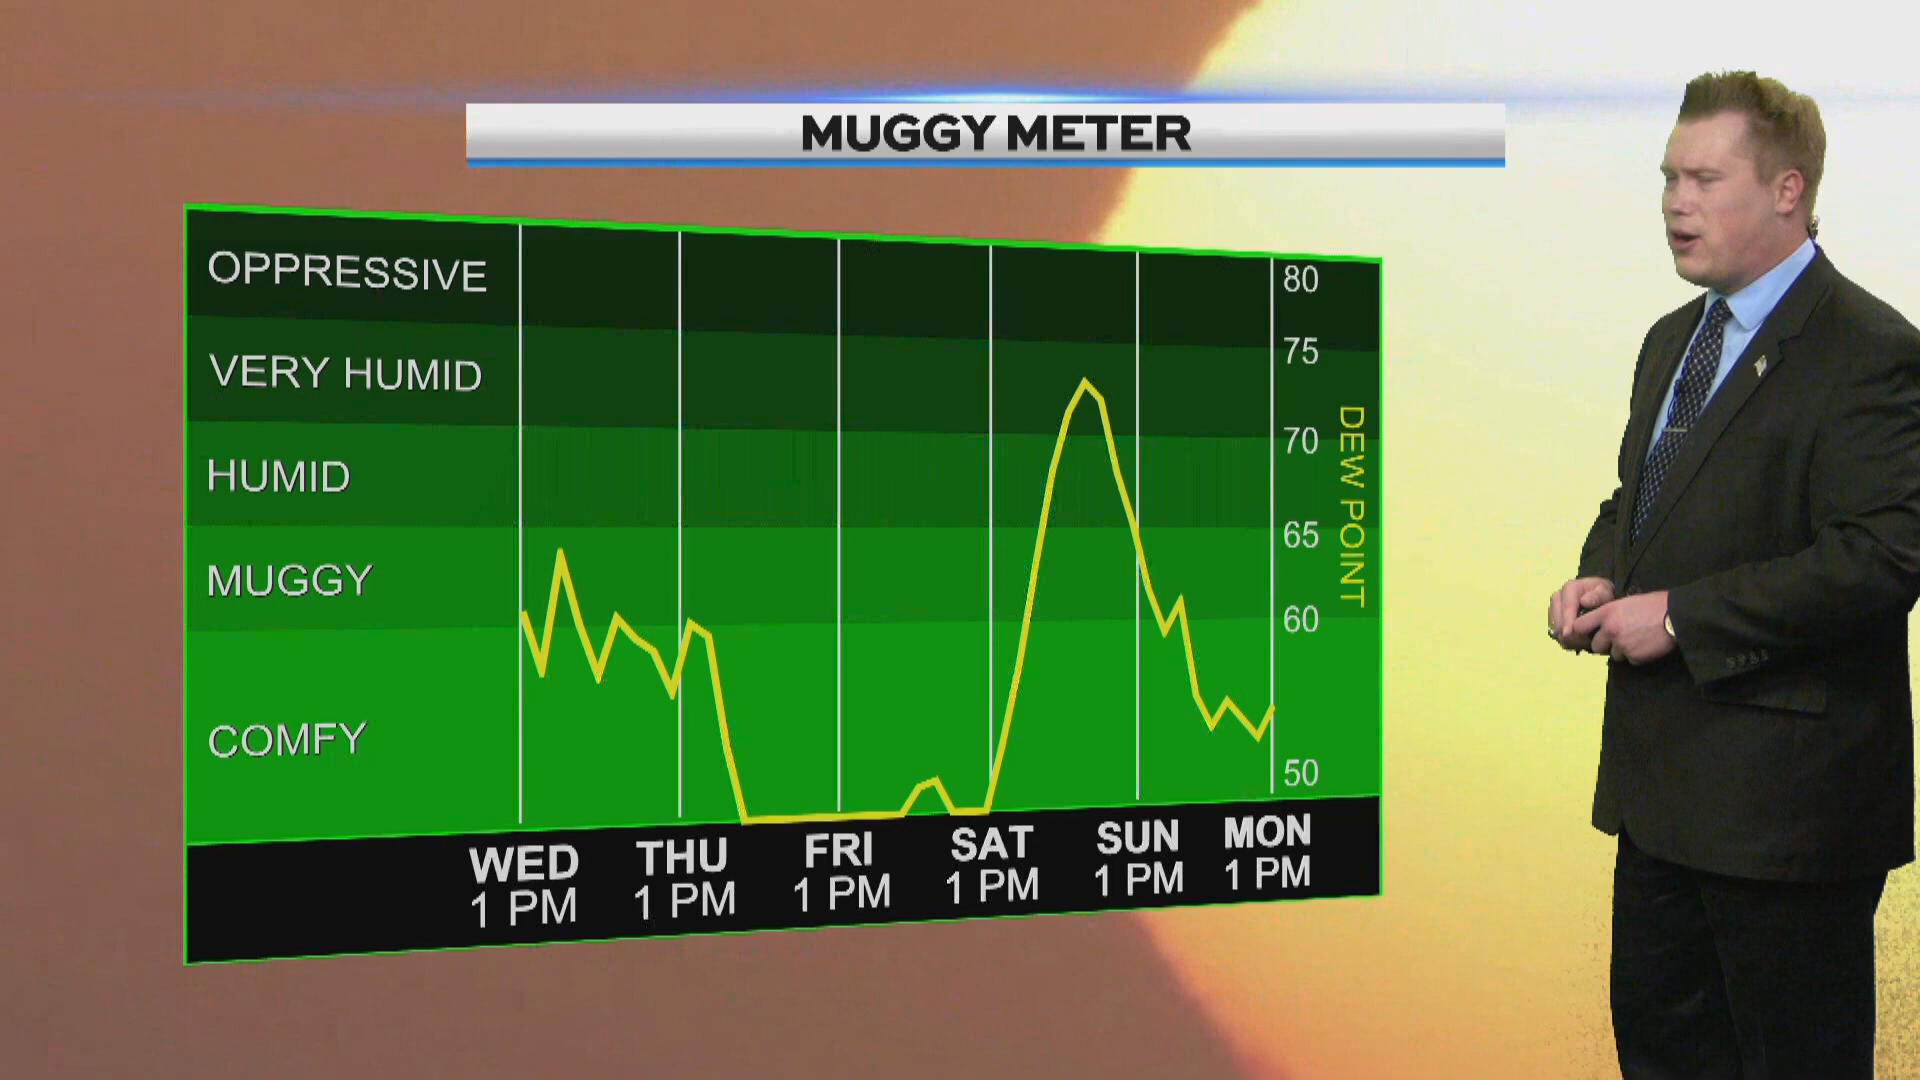 MUGGY METER
OPPRESSIVE
VERY HUMID
HUMID
MUGGY
COMFY
80
75
70
65
60
50
DEW POINT
WED THU FRI SAT SUN MON
1 PM 1 PM 1 PM 1 PM 1 PM 1 PM